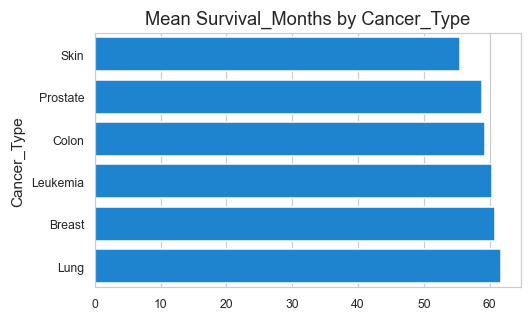 Mean Survival_Months by Cancer_Type
Skin
Prostate
Colon
Leukemia
Breast
Lung
Cancer_Type
0 10 20 30 40 50 60